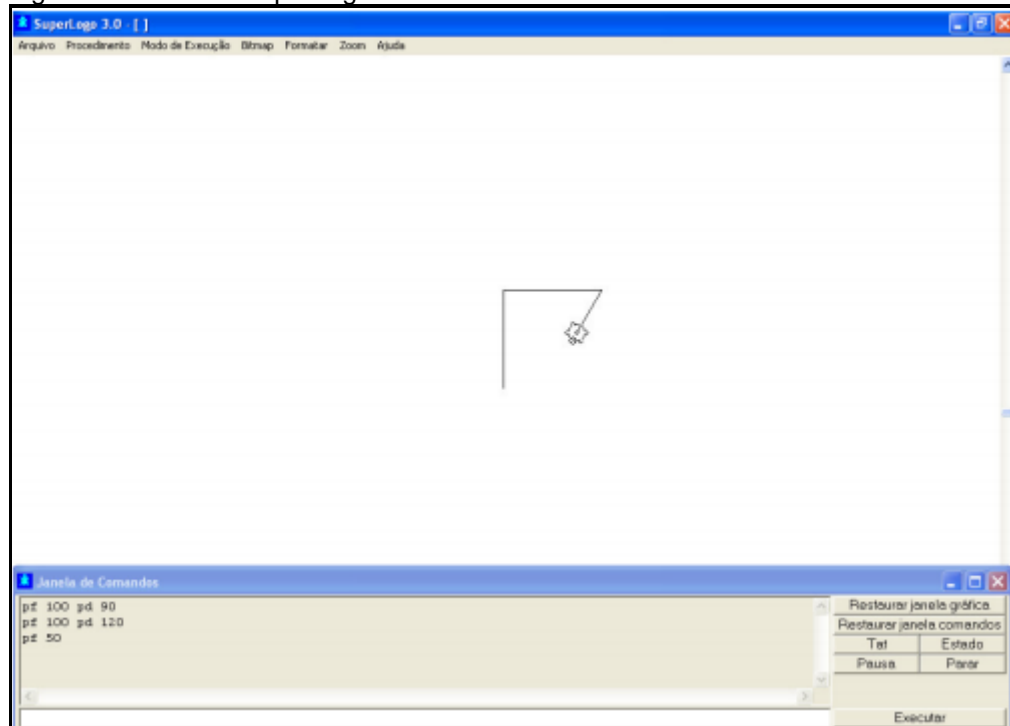 SuperLogo 3.0 - [ ]
Arquivo Procedimento Modo de Execução Bitmap Formatar Zoom Ajuda
Janela de Comandos
pf 100 pd 90
pf 100 pd 120
pf 50
Restaurar janela gráfica
Restaurar janela comandos
Tat Estado
Pausa Parar
Executar